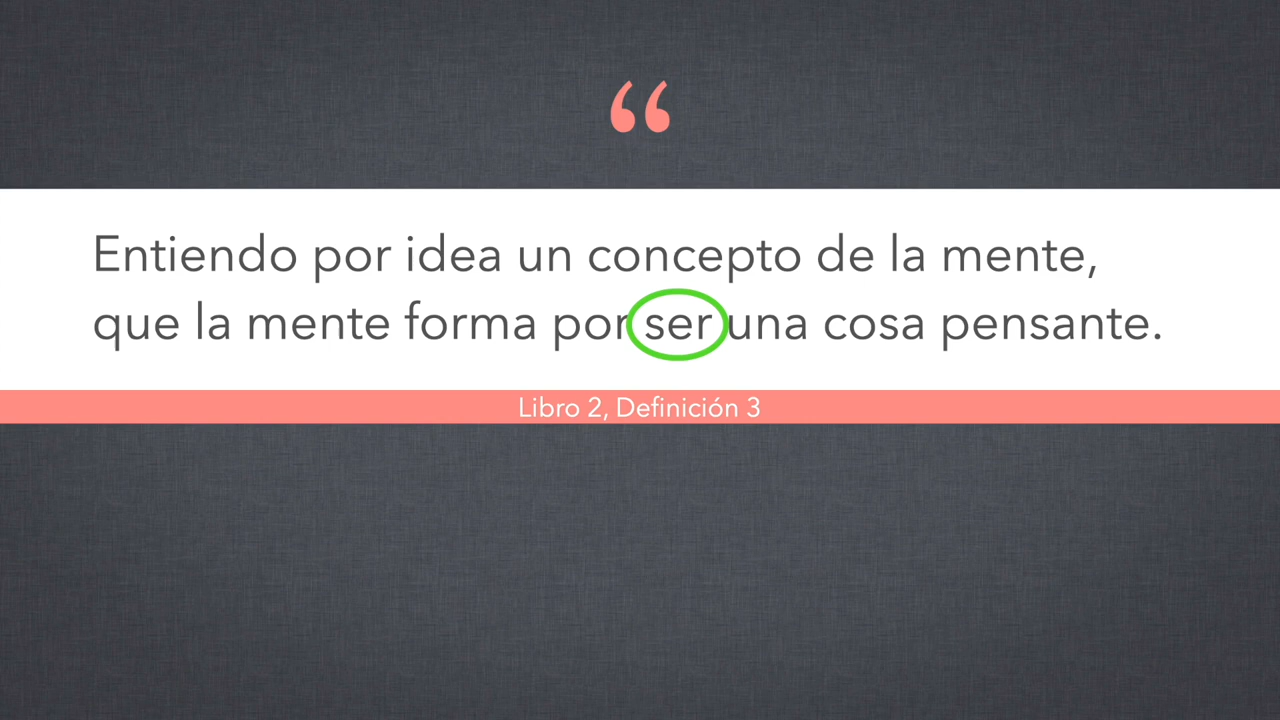 “
Entiendo por idea un concepto de la mente,
que la mente forma por ser una cosa pensante.
Libro 2, Definición 3